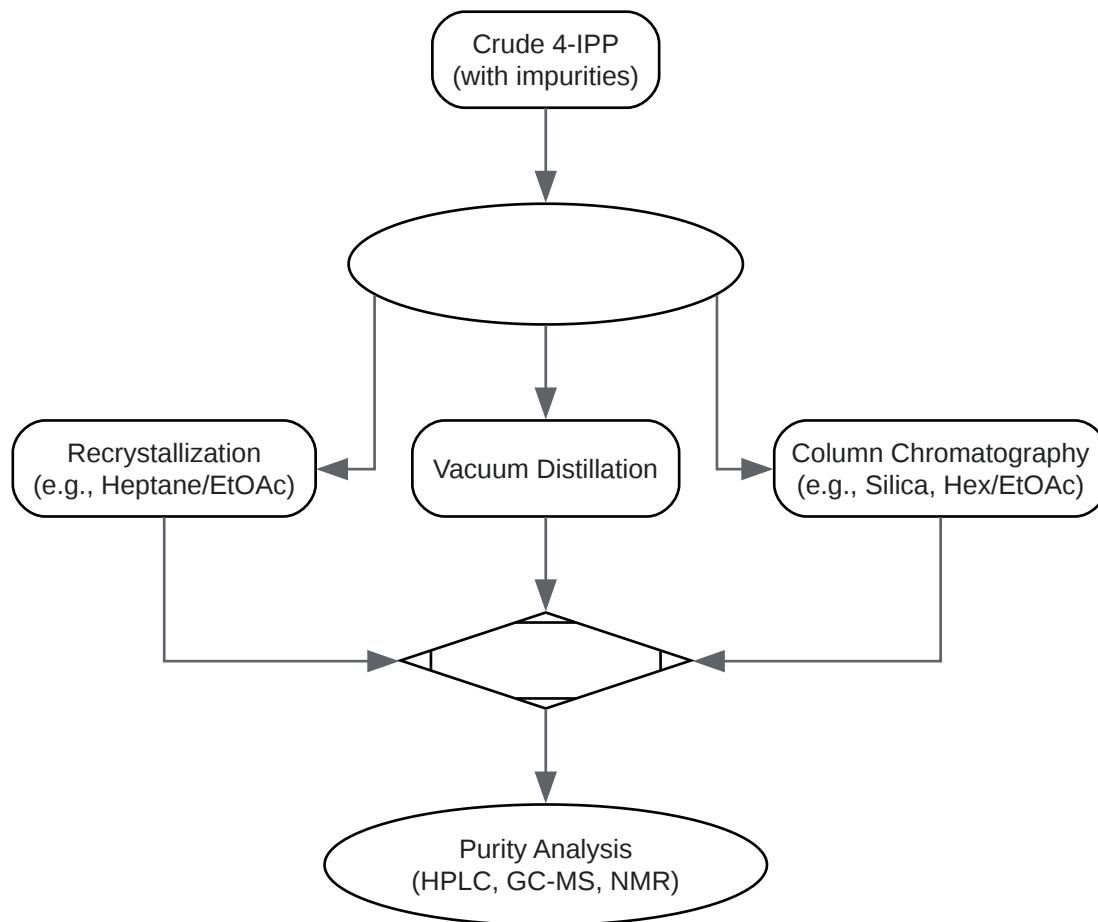 Crude 4-IPP
(with impurities)
Recrystallization
(e.g., Heptane/EtOAc)
Vacuum Distillation
Column Chromatography
(e.g., Silica, Hex/EtOAc)
Purity Analysis
(HPLC, GC-MS, NMR)